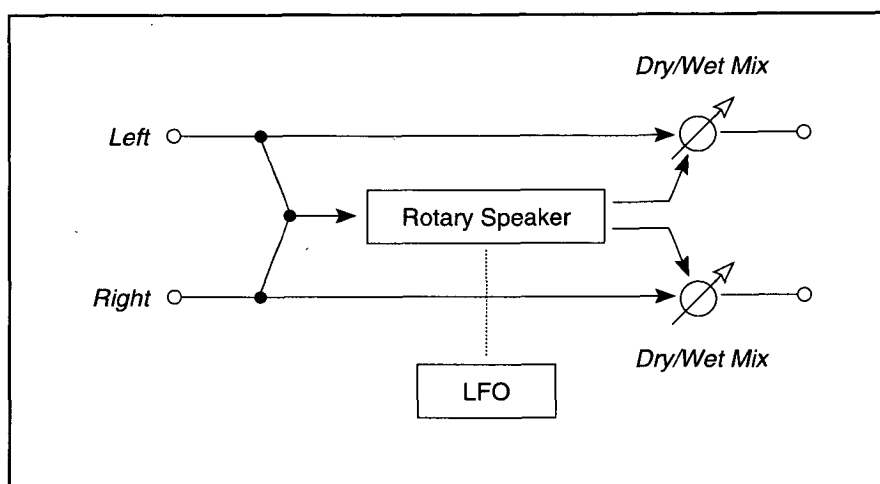 Dry/Wet Mix
Left
Rotary Speaker
Right
Dry/Wet Mix
LFO